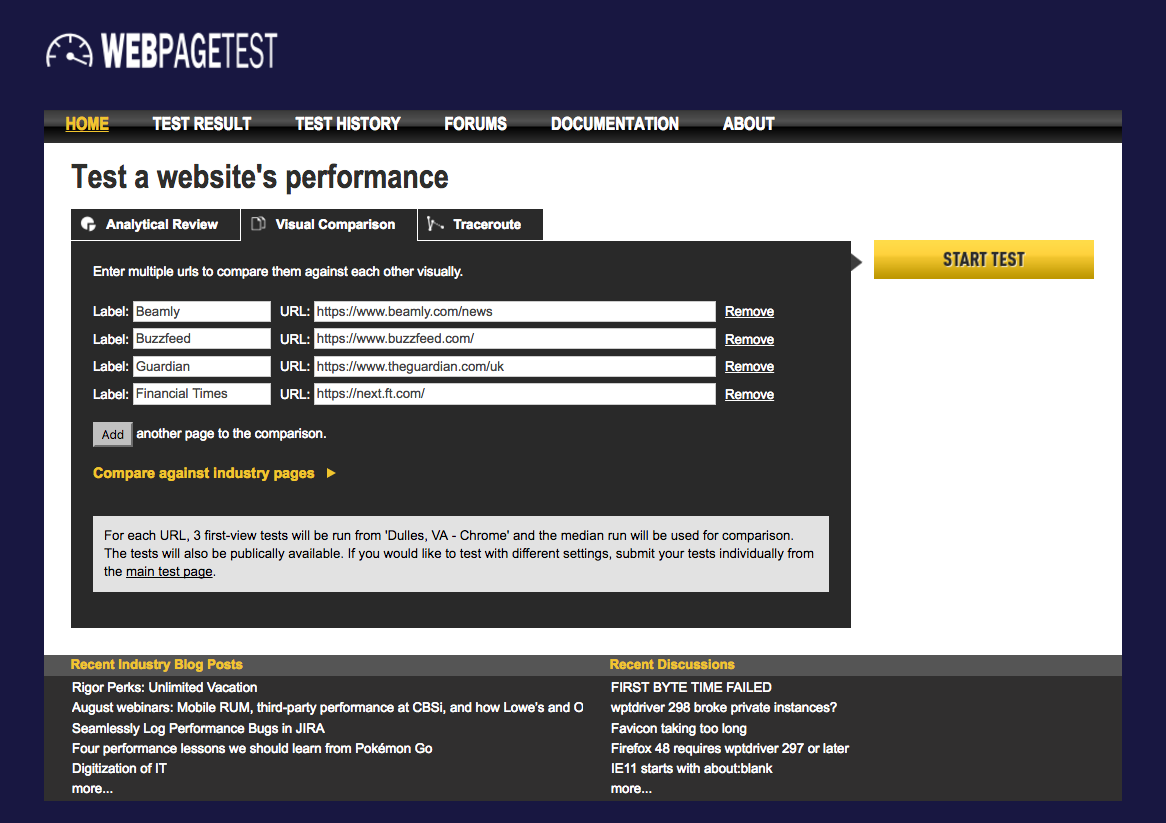 WEBPAGETEST
HOME TEST RESULT TEST HISTORY FORUMS DOCUMENTATION ABOUT
Test a website's performance
Analytical Review Visual Comparison Traceroute
START TEST
Enter multiple urls to compare them against each other visually.
Label: Beamly URL: https://www.beamly.com/news Remove
Label: Buzzfeed URL: https://www.buzzfeed.com/ Remove
Label: Guardian URL: https://www.theguardian.com/uk Remove
Label: Financial Times URL: https://next.ft.com/ Remove
Add another page to the comparison.
Compare against industry pages
For each URL, 3 first-view tests will be run from 'Dulles, VA - Chrome' and the median run will be used for comparison.
The tests will also be publically available. If you would like to test with different settings, submit your tests individually from
the main test page.
Recent Industry Blog Posts
Rigor Perks: Unlimited Vacation
August webinars: Mobile RUM, third-party performance at CBSi, and how Lowe's and O
Seamlessly Log Performance Bugs in JIRA
Four performance lessons we should learn from Pokémon Go
Digitization of IT
more...
Recent Discussions
FIRST BYTE TIME FAILED
wptdriver 298 broke private instances?
Favicon taking too long
Firefox 48 requires wptdriver 297 or later
IE11 starts with about:blank
more...